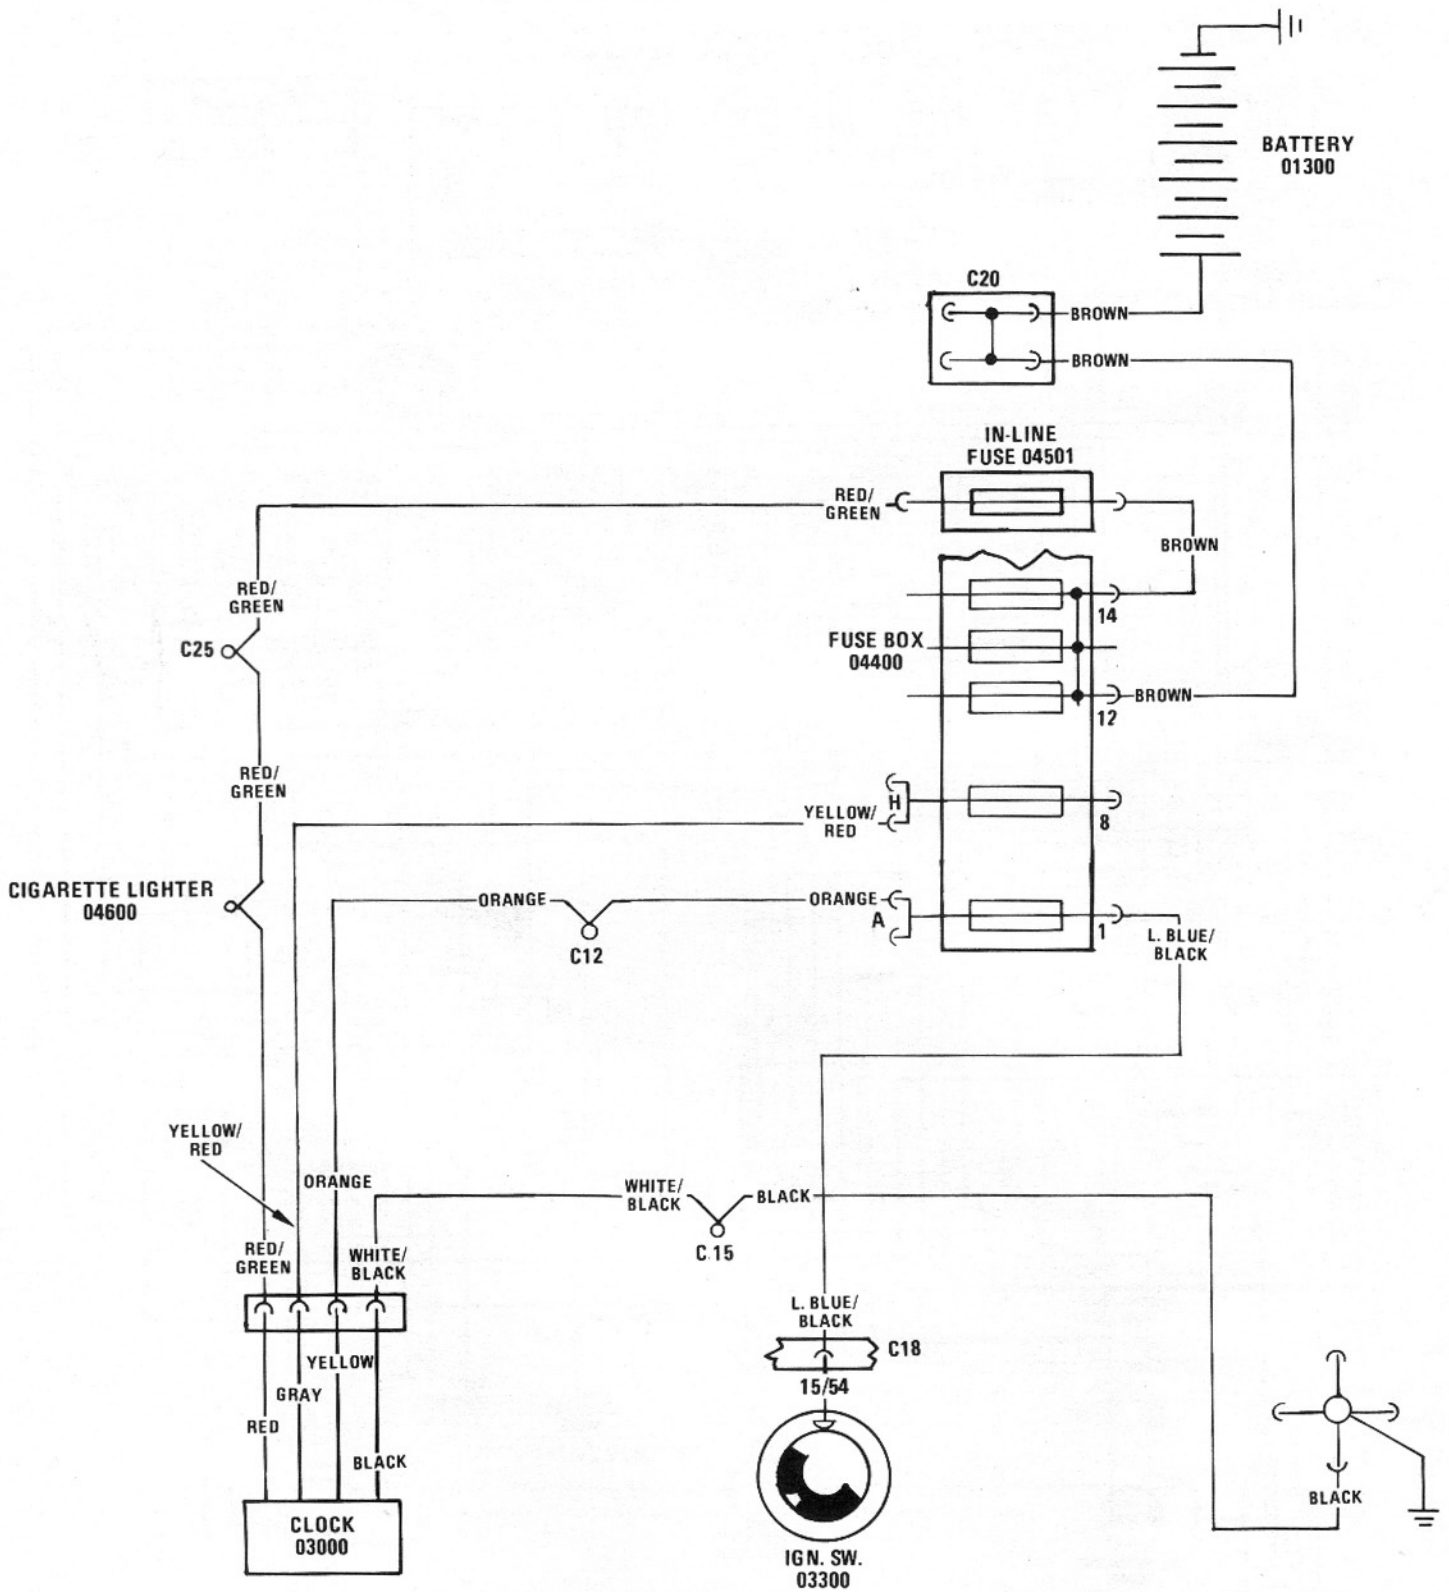 BATTERY
01300
C20
BROWN
BROWN
IN-LINE
FUSE 04501
RED/
GREEN
BROWN
RED/
GREEN
14
C25
FUSE BOX
04400
BROWN
12
RED/
GREEN
H
YELLOW/
RED
8
CIGARETTE LIGHTER
04600
ORANGE
ORANGE
A
C12
1
L. BLUE/
BLACK
YELLOW/
RED
ORANGE
WHITE/
BLACK
BLACK
C.15
RED/
GREEN
WHITE/
BLACK
L. BLUE/
BLACK
C18
YELLOW
15/54
GRAY
RED
BLACK
BLACK
CLOCK
03000
IGN. SW.
03300